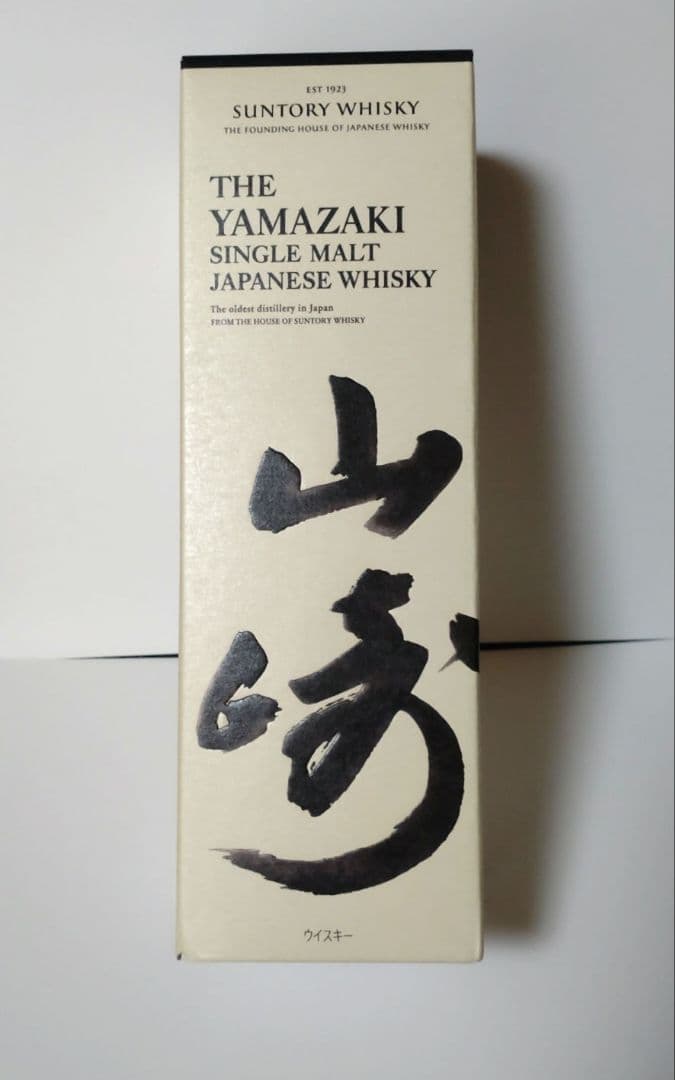 EST 1923
SUNTORY WHISKY
THE FOUNDING HOUSE OF JAPANESE WHISKY
THE
YAMAZAKI
SINGLE MALT
JAPANESE WHISKY
The oldest distillery in Japan
FROM THE HOUSE OF SUNTORY WHISKY
山
崎
ウイスキー